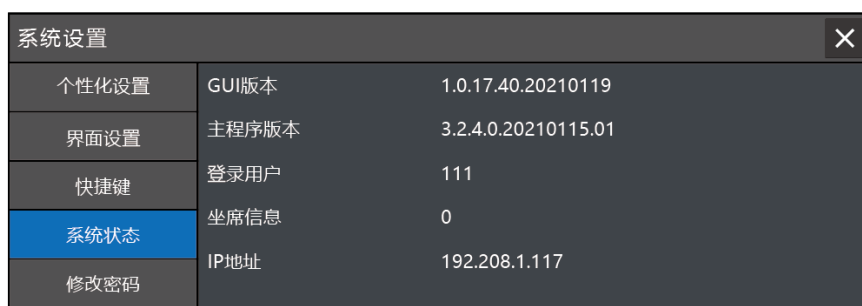 系统设置
个性化设置
界面设置
快捷键
系统状态
修改密码
GUI版本 1.0.17.40.20210119
主程序版本 3.2.4.0.20210115.01
登录用户 111
坐席信息 0
IP地址 192.208.1.117